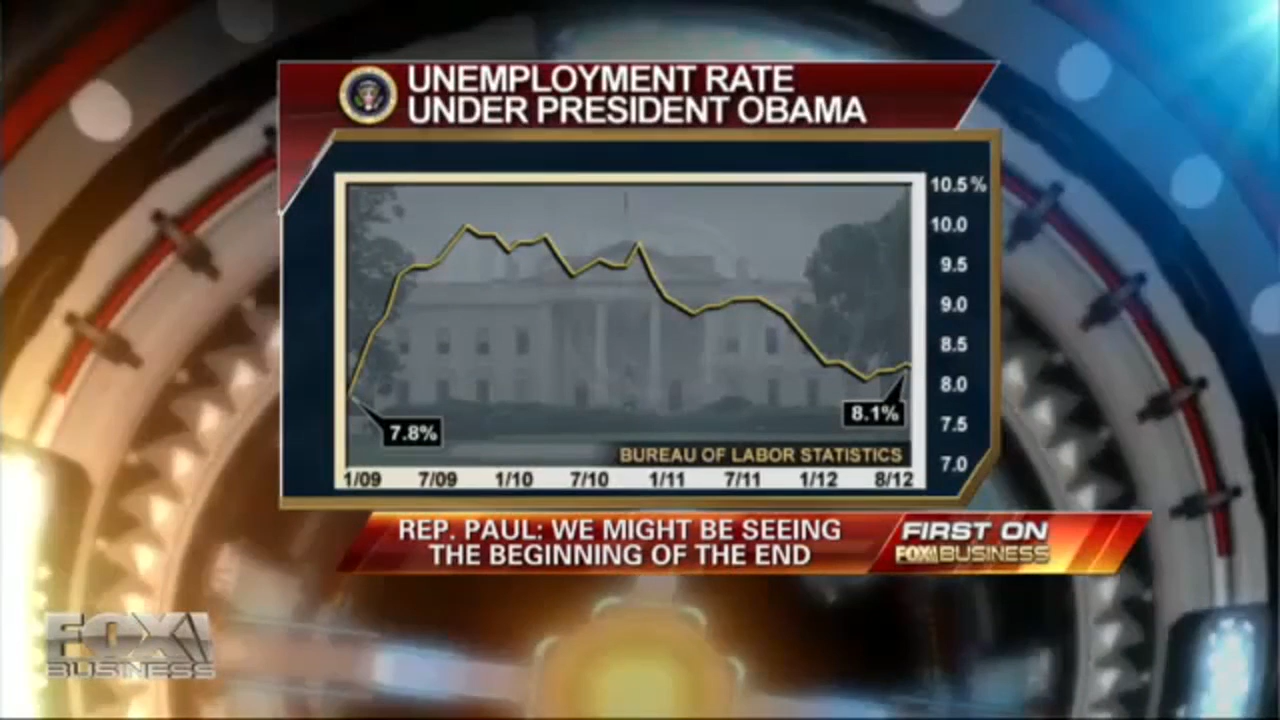 UNEMPLOYMENT RATE
UNDER PRESIDENT OBAMA
10.5%
10.0
9.5
9.0
8.5
8.0
7.5
7.0
7.8%
8.1%
BUREAU OF LABOR STATISTICS
1/09 7/09 1/10 7/10 1/11 7/11 1/12 8/12
REP. PAUL: WE MIGHT BE SEEING
THE BEGINNING OF THE END
FIRST ON
FOX BUSINESS
FOX
BUSINESS